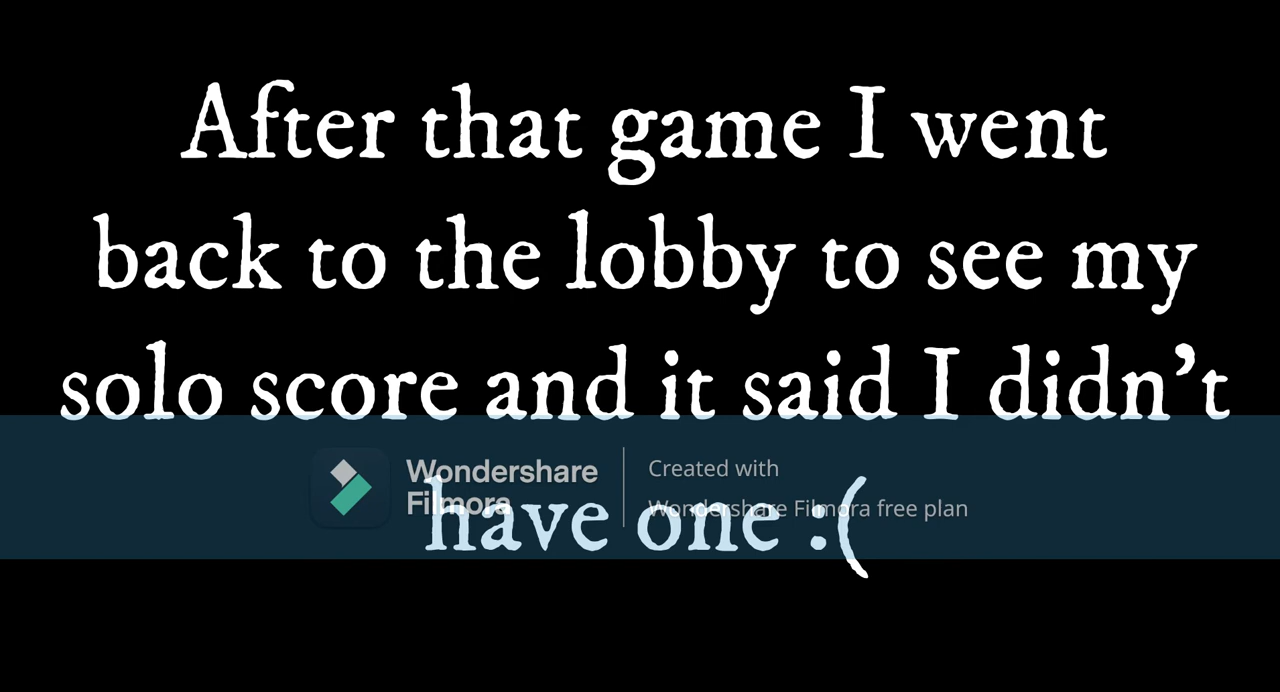 After that game I went
back to the lobby to see my
solo score and it said I didn't
have one :(
Wondershare
Filmora
Created with
Wondershare Filmora free plan